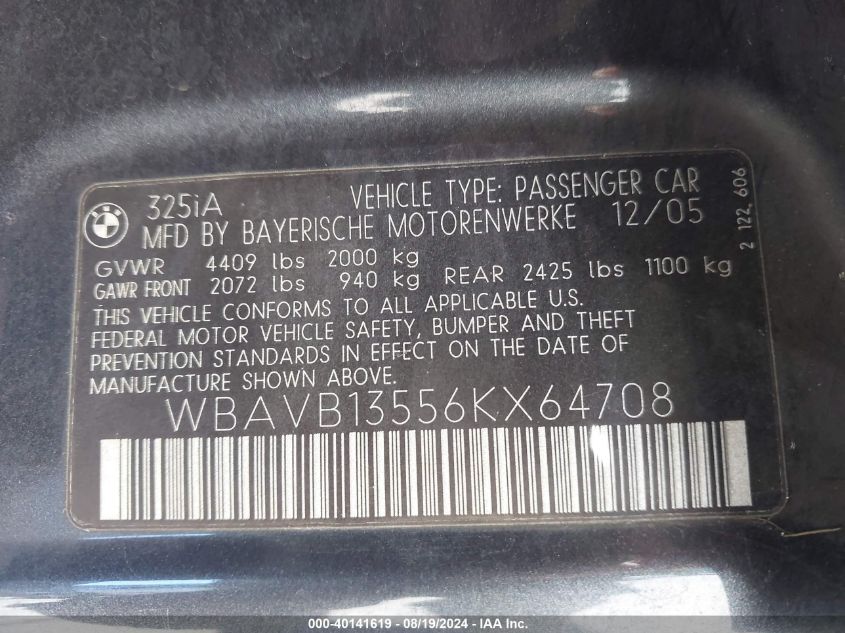 BMW
325iA VEHICLE TYPE: PASSENGER CAR
MFD BY BAYERISCHE MOTORENWERKE 12/05
GVWR 4409 lbs 2000 kg
GAWR FRONT 2072 lbs 940 kg REAR 2425 lbs 1100 kg
THIS VEHICLE CONFORMS TO ALL APPLICABLE U.S.
FEDERAL MOTOR VEHICLE SAFETY, BUMPER AND THEFT
PREVENTION STANDARDS IN EFFECT ON THE DATE OF
MANUFACTURE SHOWN ABOVE.
WBAVB13556KX64708
2 122 606
000-40141619 - 08/19/2024 - IAA Inc.